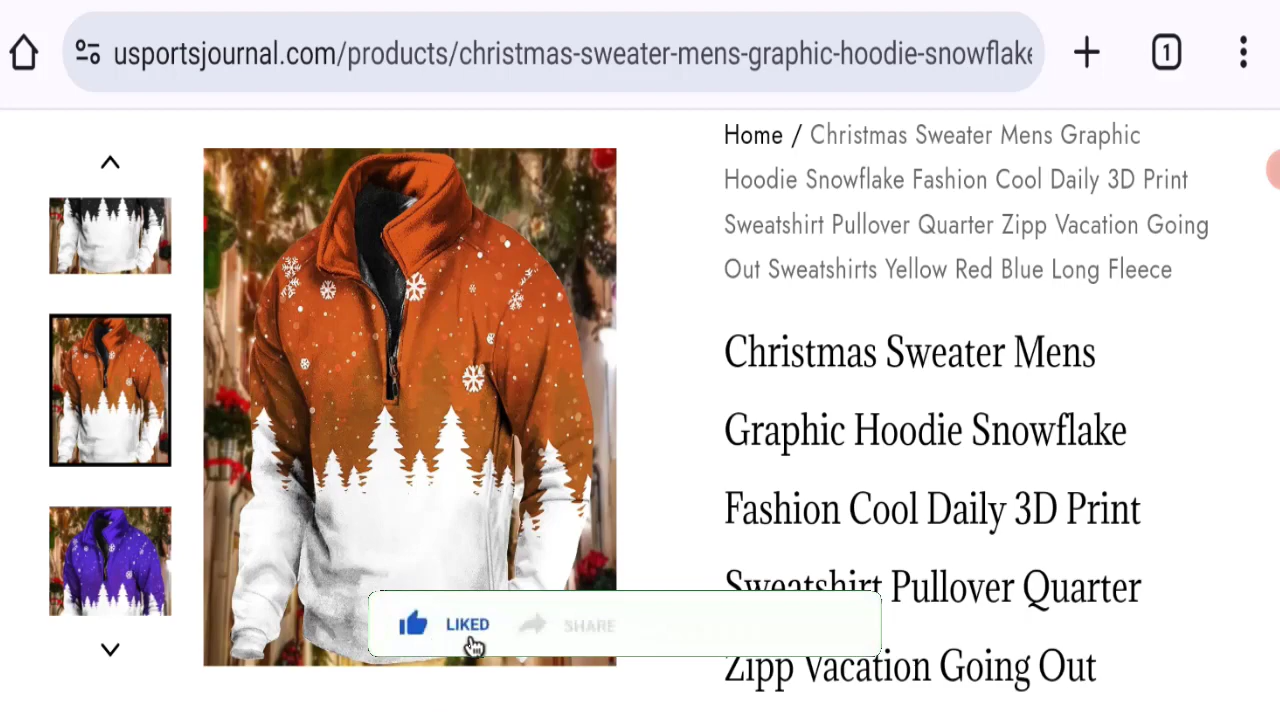 usportsjournal.com/products/christmas-sweater-mens-graphic-hoodie-snowflake
1
Home / Christmas Sweater Mens Graphic
Hoodie Snowflake Fashion Cool Daily 3D Print
Sweatshirt Pullover Quarter Zipp Vacation Going
Out Sweatshirts Yellow Red Blue Long Fleece
Christmas Sweater Mens
Graphic Hoodie Snowflake
Fashion Cool Daily 3D Print
Sweatshirt Pullover Quarter
Zipp Vacation Going Out
LIKED SHARE